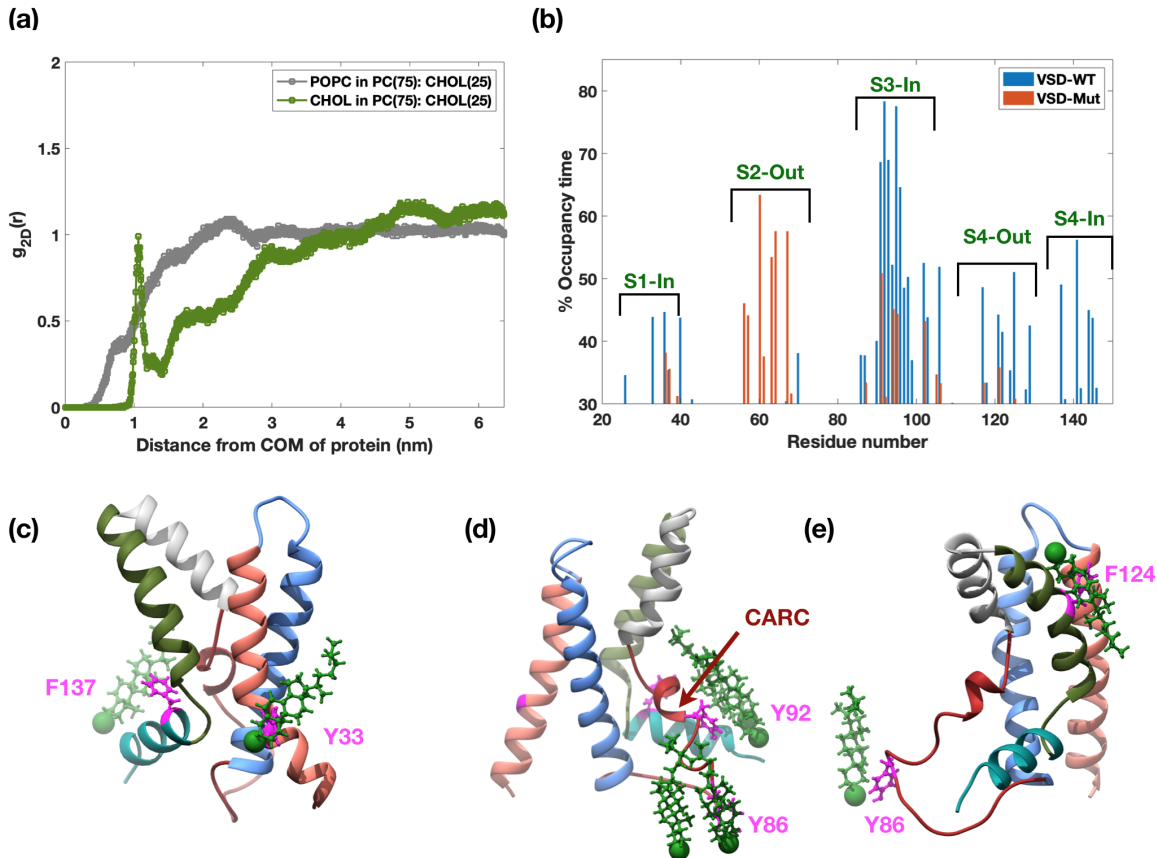 (a)
2
1.5
1
0.5
0
g2D(r)
POPC in PC(75): CHOL(25)
CHOL in PC(75): CHOL(25)
0 1 2 3 4 5 6
Distance from COM of protein (nm)
(b)
80
70
60
50
40
30
% Occupancy time
VSD-WT
VSD-Mut
S3-In
S2-Out
S4-In
S4-Out
S1-In
20 40 60 80 100 120 140
Residue number
(c)
F137
Y33
(d)
CARC
Y92
Y86
(e)
F124
Y86